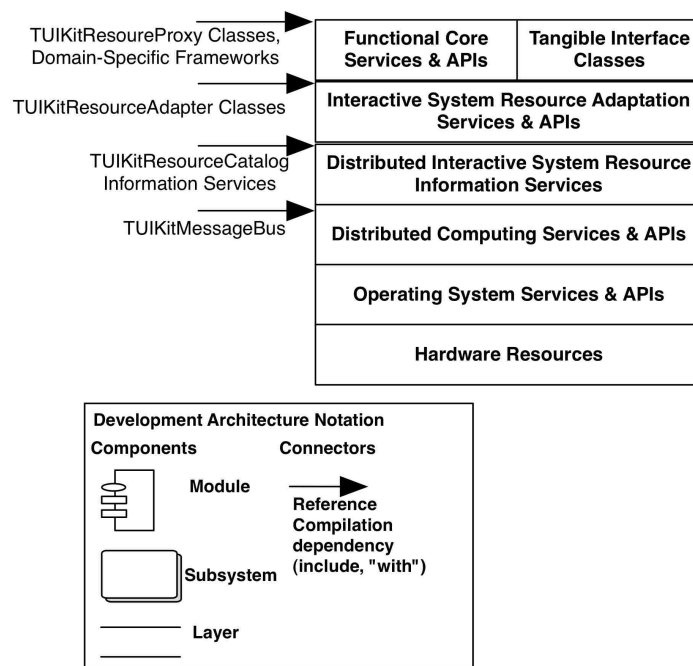 TUIKitResoureProxy Classes,
Domain-Specific Frameworks
Functional Core
Services & APIs
Tangible Interface
Classes
TUIKitResourceAdapter Classes
Interactive System Resource Adaptation
Services & APIs
TUIKitResourceCatalog
Information Services
Distributed Interactive System Resource
Information Services
TUIKitMessageBus
Distributed Computing Services & APIs
Operating System Services & APIs
Hardware Resources
Development Architecture Notation
Components
Connectors
Module
Reference
Compilation
dependency
(include, "with")
Subsystem
Layer